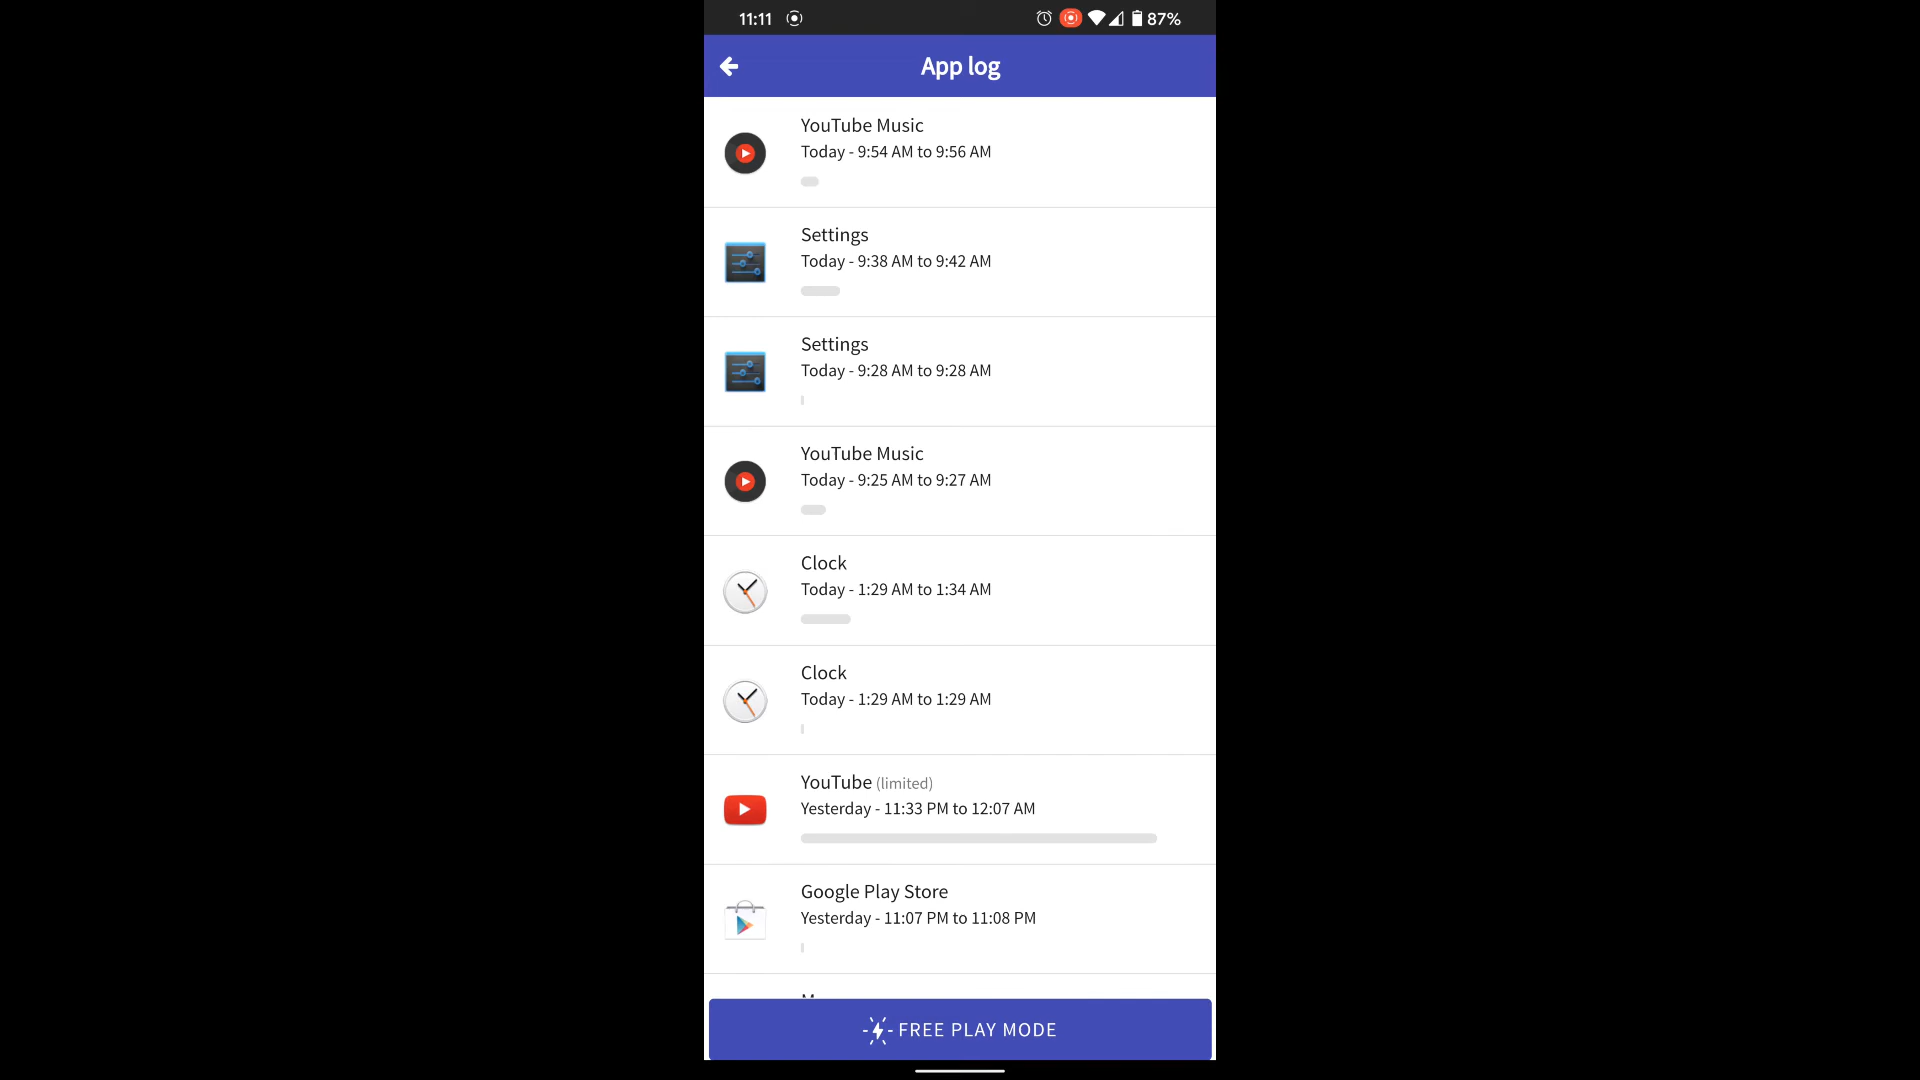 11:11
87%
App log
YouTube Music
Today - 9:54 AM to 9:56 AM
Settings
Today - 9:38 AM to 9:42 AM
Settings
Today - 9:28 AM to 9:28 AM
YouTube Music
Today - 9:25 AM to 9:27 AM
Clock
Today - 1:29 AM to 1:34 AM
Clock
Today - 1:29 AM to 1:29 AM
YouTube (limited)
Yesterday - 11:33 PM to 12:07 AM
Google Play Store
Yesterday - 11:07 PM to 11:08 PM
FREE PLAY MODE